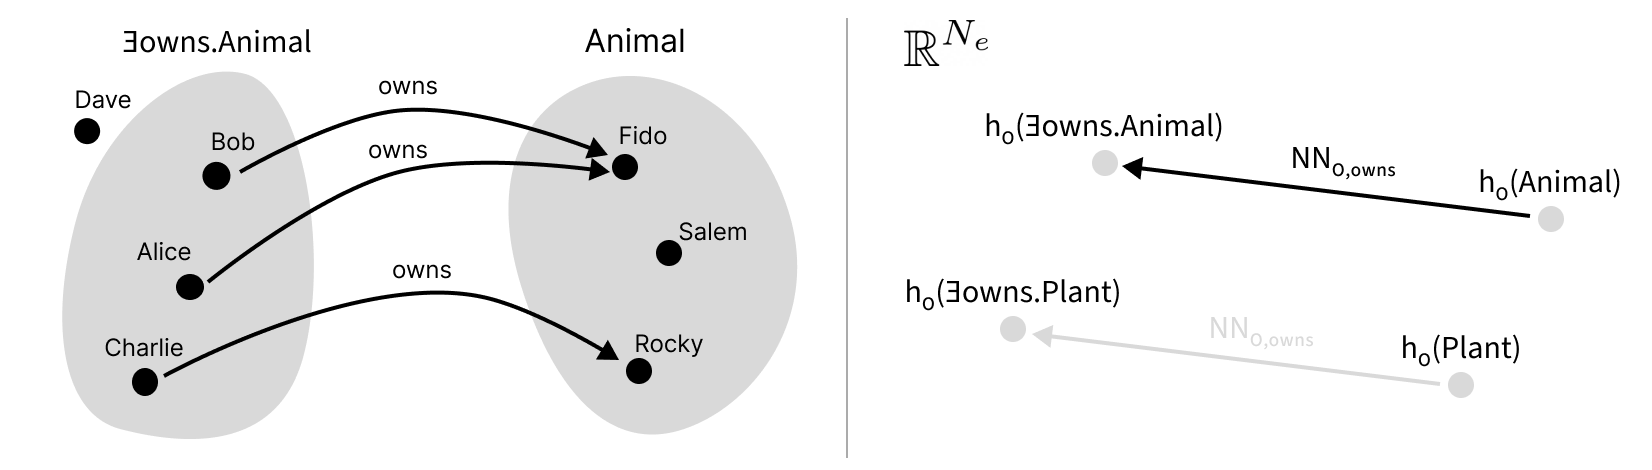 ∃owns.Animal
Animal
Dave
Bob
owns
Fido
owns
Alice
Salem
owns
Charlie
Rocky
ℝ^{N_e}
h_o(∃owns.Animal)
NN_{O,owns}
h_o(Animal)
h_o(∃owns.Plant)
NN_{O,owns}
h_o(Plant)